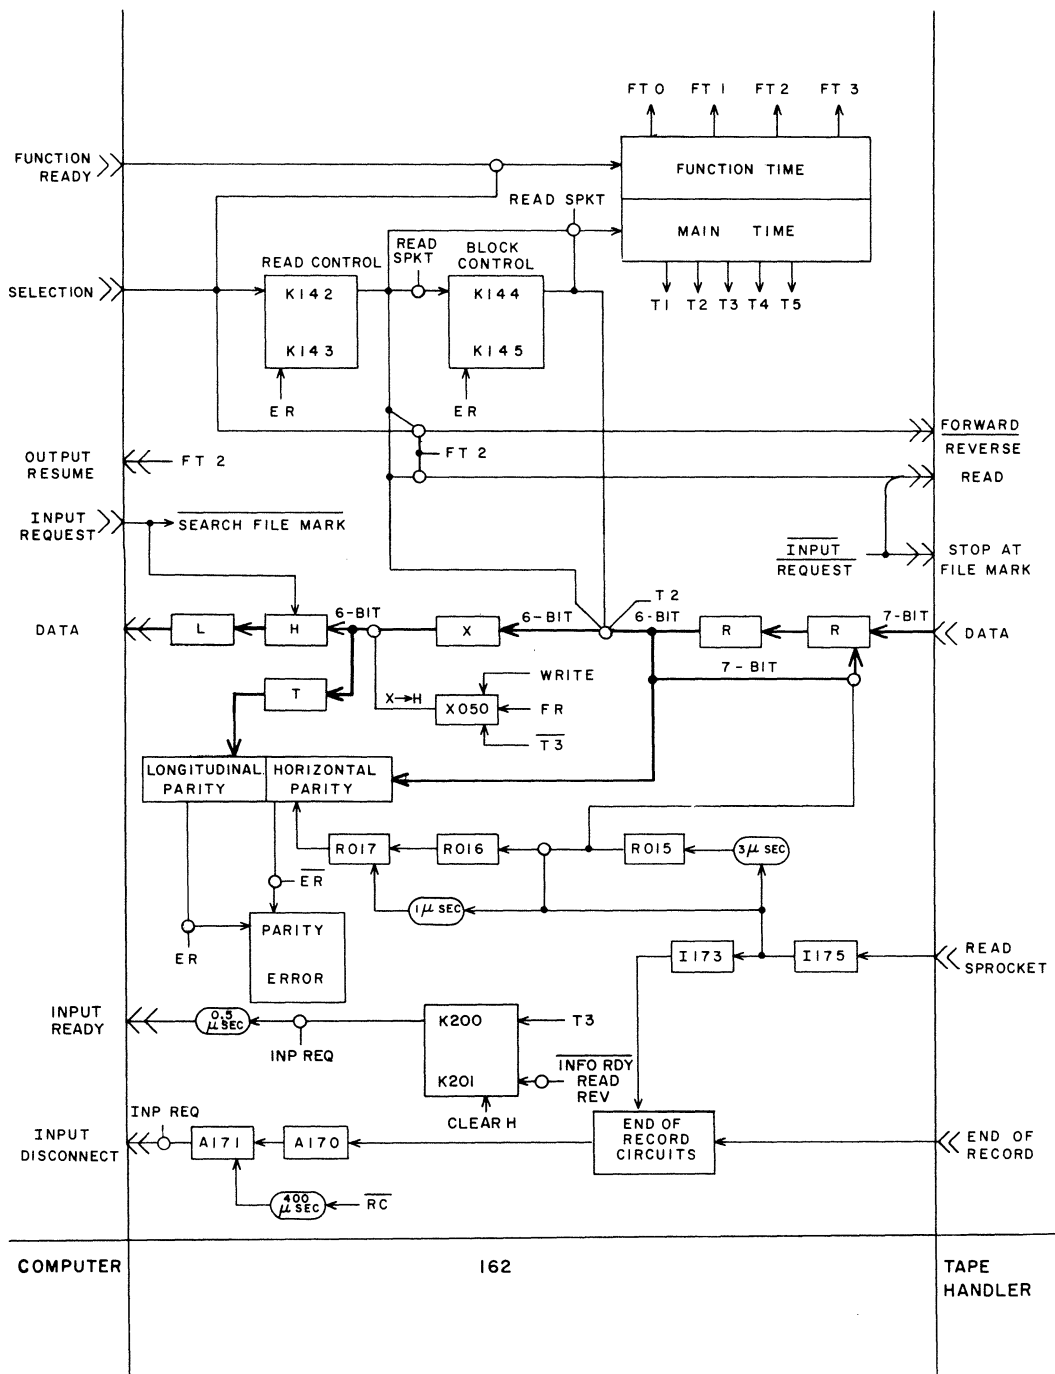 FT 0 FT 1 FT 2 FT 3
FUNCTION
READY
FUNCTION TIME
READ SPKT
MAIN TIME
READ
SPKT
READ CONTROL
BLOCK
CONTROL
SELECTION
K142
K144
T1 T2 T3 T4 T5
K143
K145
ER
ER
FORWARD
REVERSE
OUTPUT
RESUME
FT 2
FT 2
READ
INPUT
REQUEST
SEARCH FILE MARK
INPUT
REQUEST
STOP AT
FILE MARK
T2
DATA
L
H
6-BIT
X
6-BIT
6-BIT
R
R
7-BIT
DATA
7-BIT
T
X→H
X050
WRITE
FR
T3
LONGITUDINAL
PARITY
HORIZONTAL
PARITY
R017
R016
R015
3 μ SEC
ER
1 μ SEC
PARITY
ERROR
ER
I173
I175
READ
SPROCKET
INPUT
READY
0.5
μ SEC
INP REQ
K200
K201
T3
INFO RDY
READ
REV
CLEAR H
INP REQ
INPUT
DISCONNECT
A171
A170
END OF
RECORD
CIRCUITS
END OF
RECORD
400
μ SEC
RC
COMPUTER
162
TAPE
HANDLER